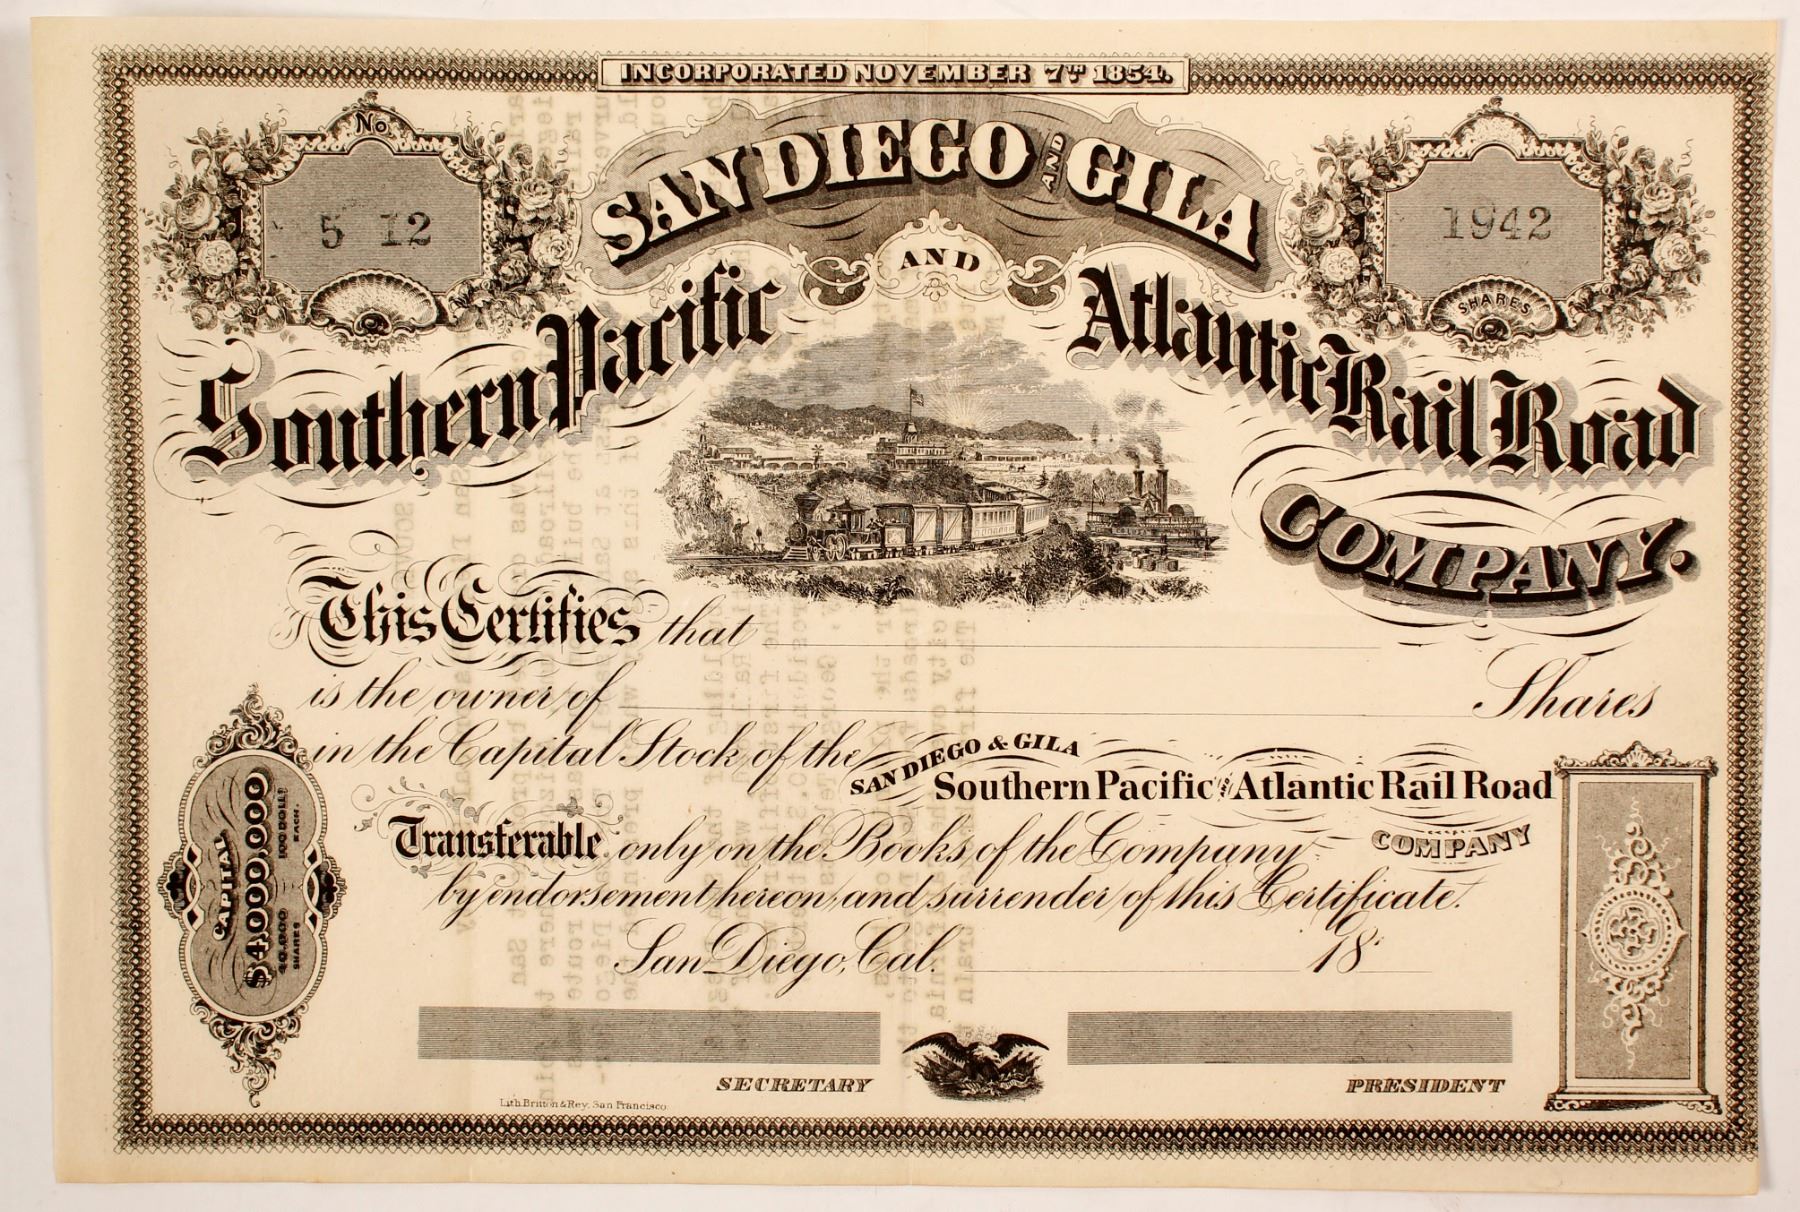 INCORPORATED NOVEMBER 7TH 1854.
No.
5 12
SAN DIEGO AND GILA
1942
SHARES
AND
Southern Pacific
Atlantic Rail Road
COMPANY.
This Certifies that
is the owner of Shares
in the Capital Stock of the SAN DIEGO & GILA
Southern Pacific AND Atlantic Rail Road
COMPANY
Transferable only on the Books of the Company
by endorsement hereon and surrender of this Certificate.
San Diego, Cal. 18
CAPITAL
$4,000,000
40,000 SHARES
100 DOLLS EACH.
SECRETARY
PRESIDENT
Lith. Britton & Rey. San Francisco